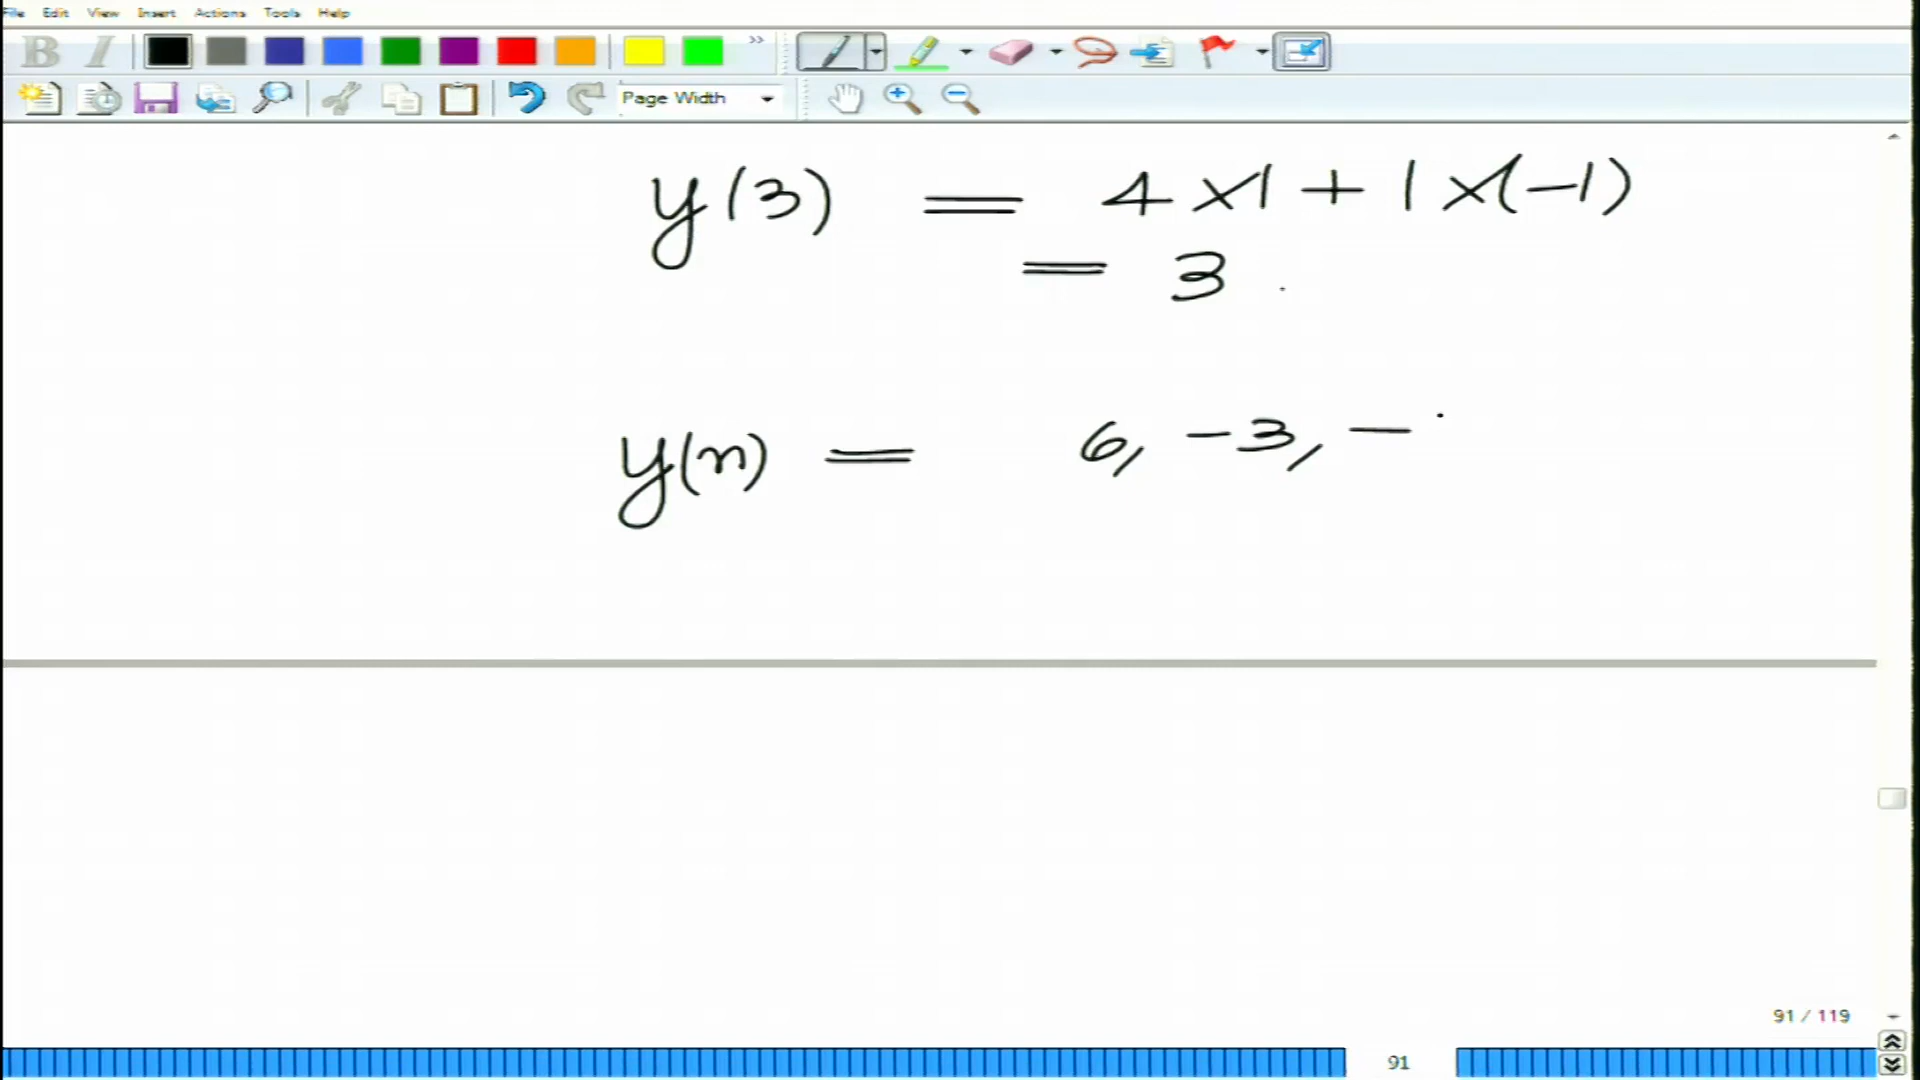 File Edit View Insert Actions Tools Help
B I
Page Width
y(3) = 4 × 1 + 1 × (-1)
= 3 .
y(n) = 6, -3, -
91 / 119
91